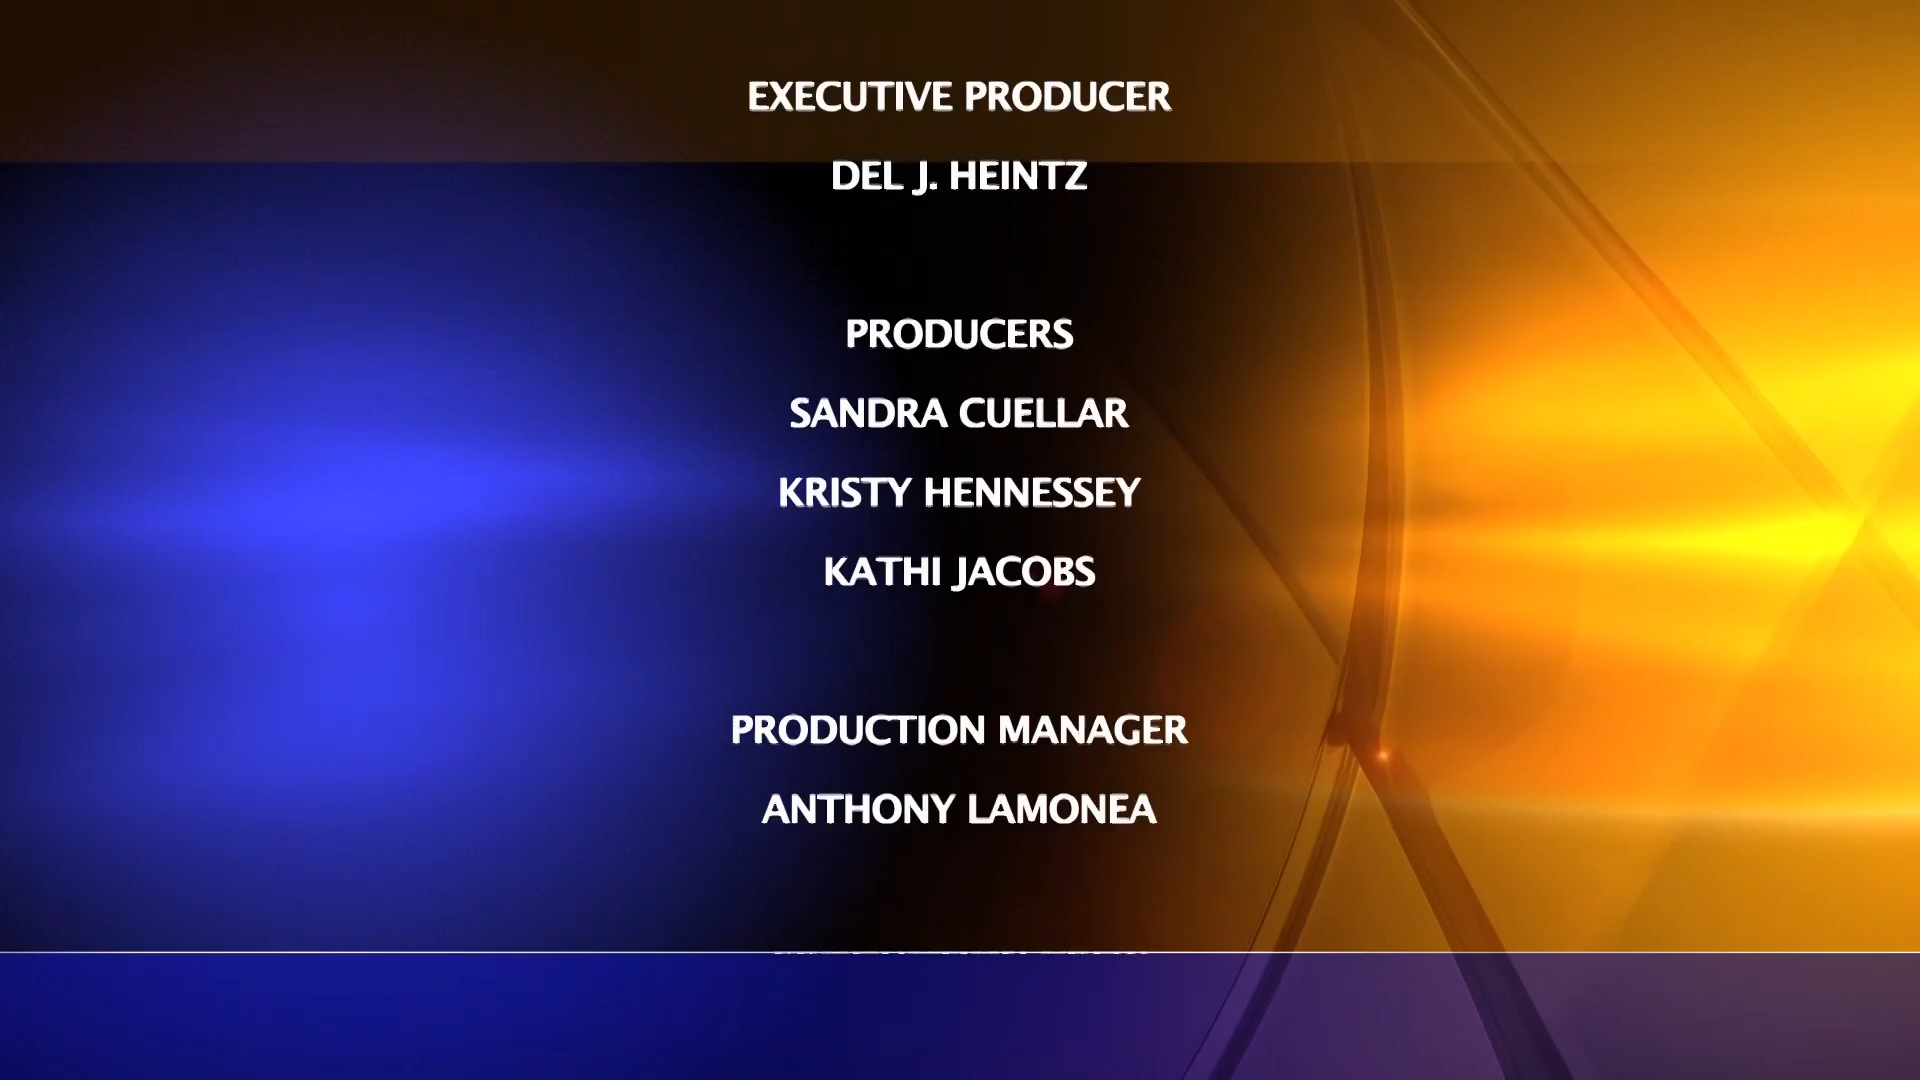 EXECUTIVE PRODUCER
DEL J. HEINTZ
PRODUCERS
SANDRA CUELLAR
KRISTY HENNESSEY
KATHI JACOBS
PRODUCTION MANAGER
ANTHONY LAMONEA